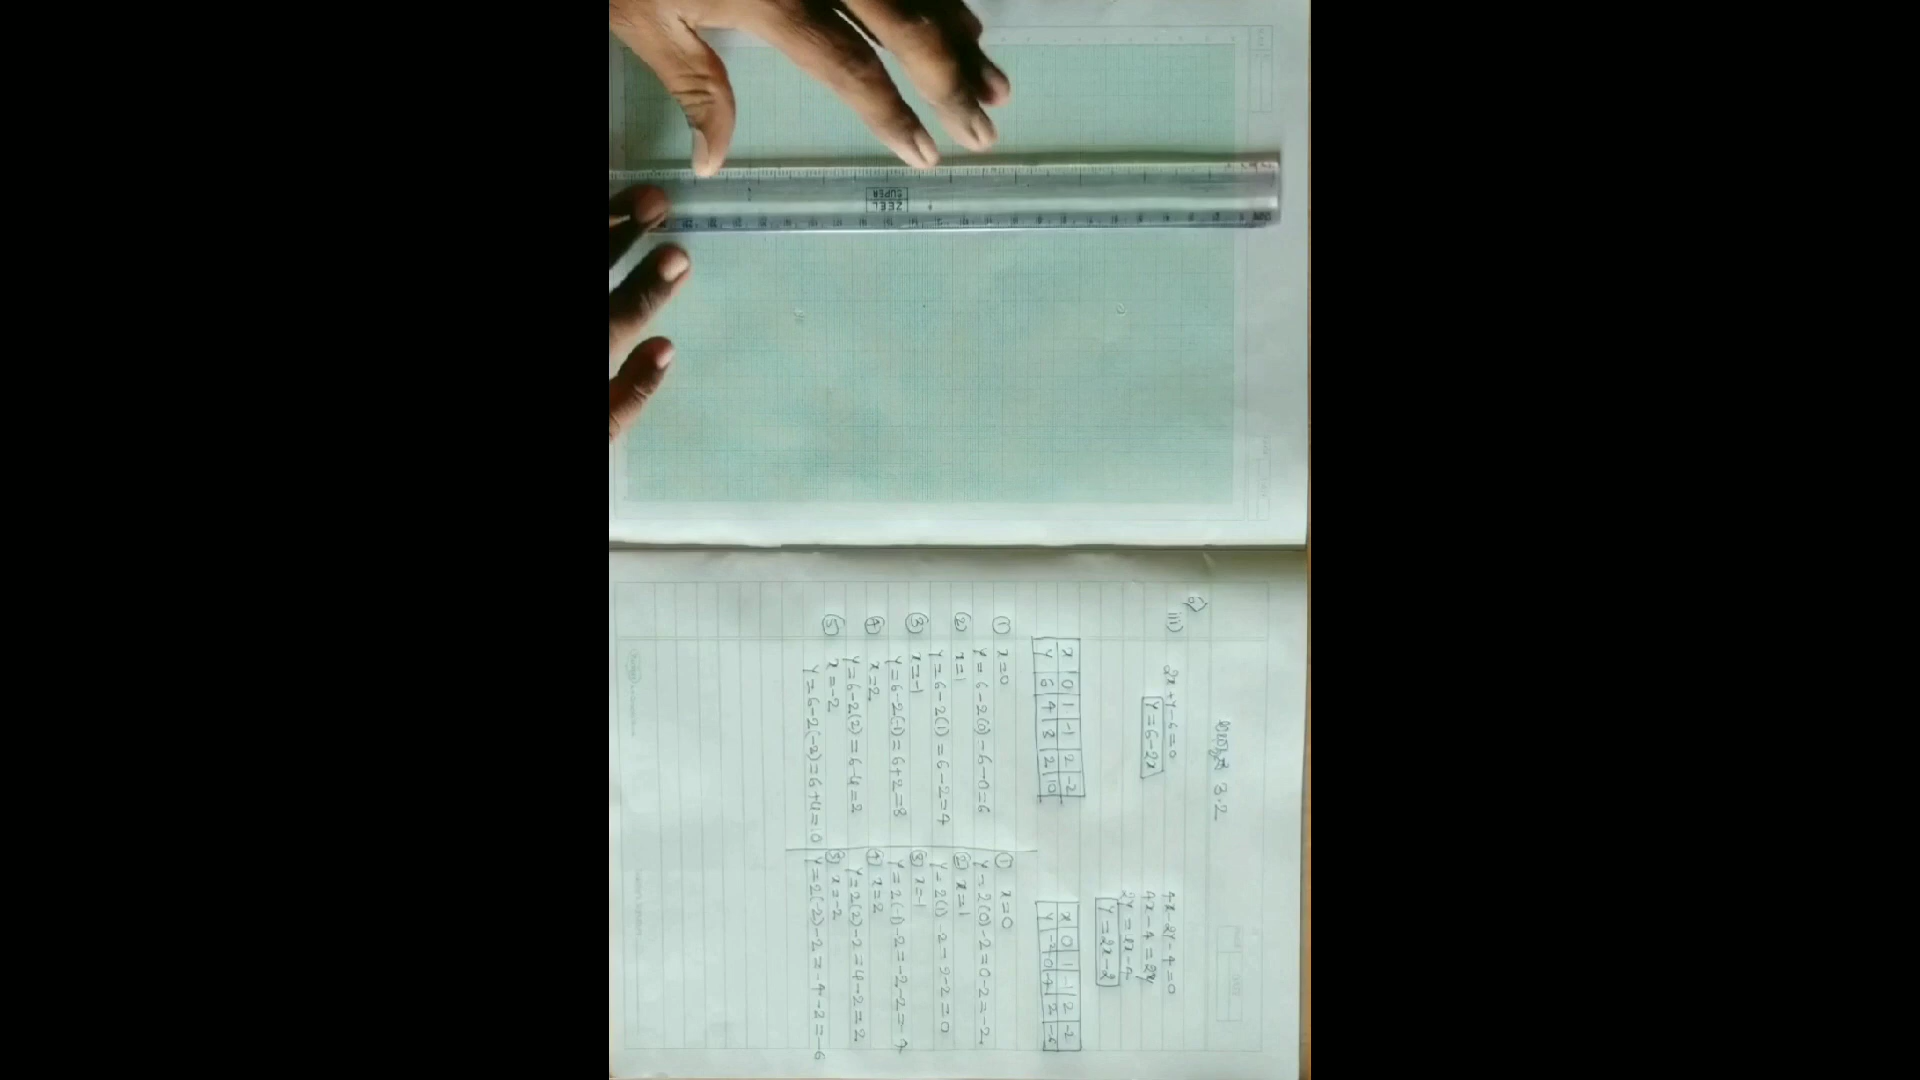 3.2
6)
iii) 2x + y - 6 = 0
y = 6 - 2x
4x - 2y - 4 = 0
4x - 4 = 2y
2y = 4x - 4
y = 2x - 2
x 0 1 -1 2 -2
y 6 4 8 2 10
x 0 1 -1 2 -2
y -2 0 -4 2 -6
① x = 0
y = 6 - 2(0) - 6 - 0 = 6
② x = 1
y = 6 - 2(1) = 6 - 2 = 4
③ x = -1
y = 6 - 2(-1) = 6 + 2 = 8
④ x = 2
y = 6 - 2(2) = 6 - 4 = 2
⑤ x = -2
y = 6 - 2(-2) = 6 + 4 = 10
① x = 0
y = 2(0) - 2 = 0 - 2 = -2
② x = 1
y = 2(1) - 2 = 2 - 2 = 0
③ x = -1
y = 2(-1) - 2 = -2 - 2 = -4
④ x = 2
y = 2(2) - 2 = 4 - 2 = 2
⑤ x = -2
y = 2(-2) - 2 = -4 - 2 = -6
ZEEL
SUPER